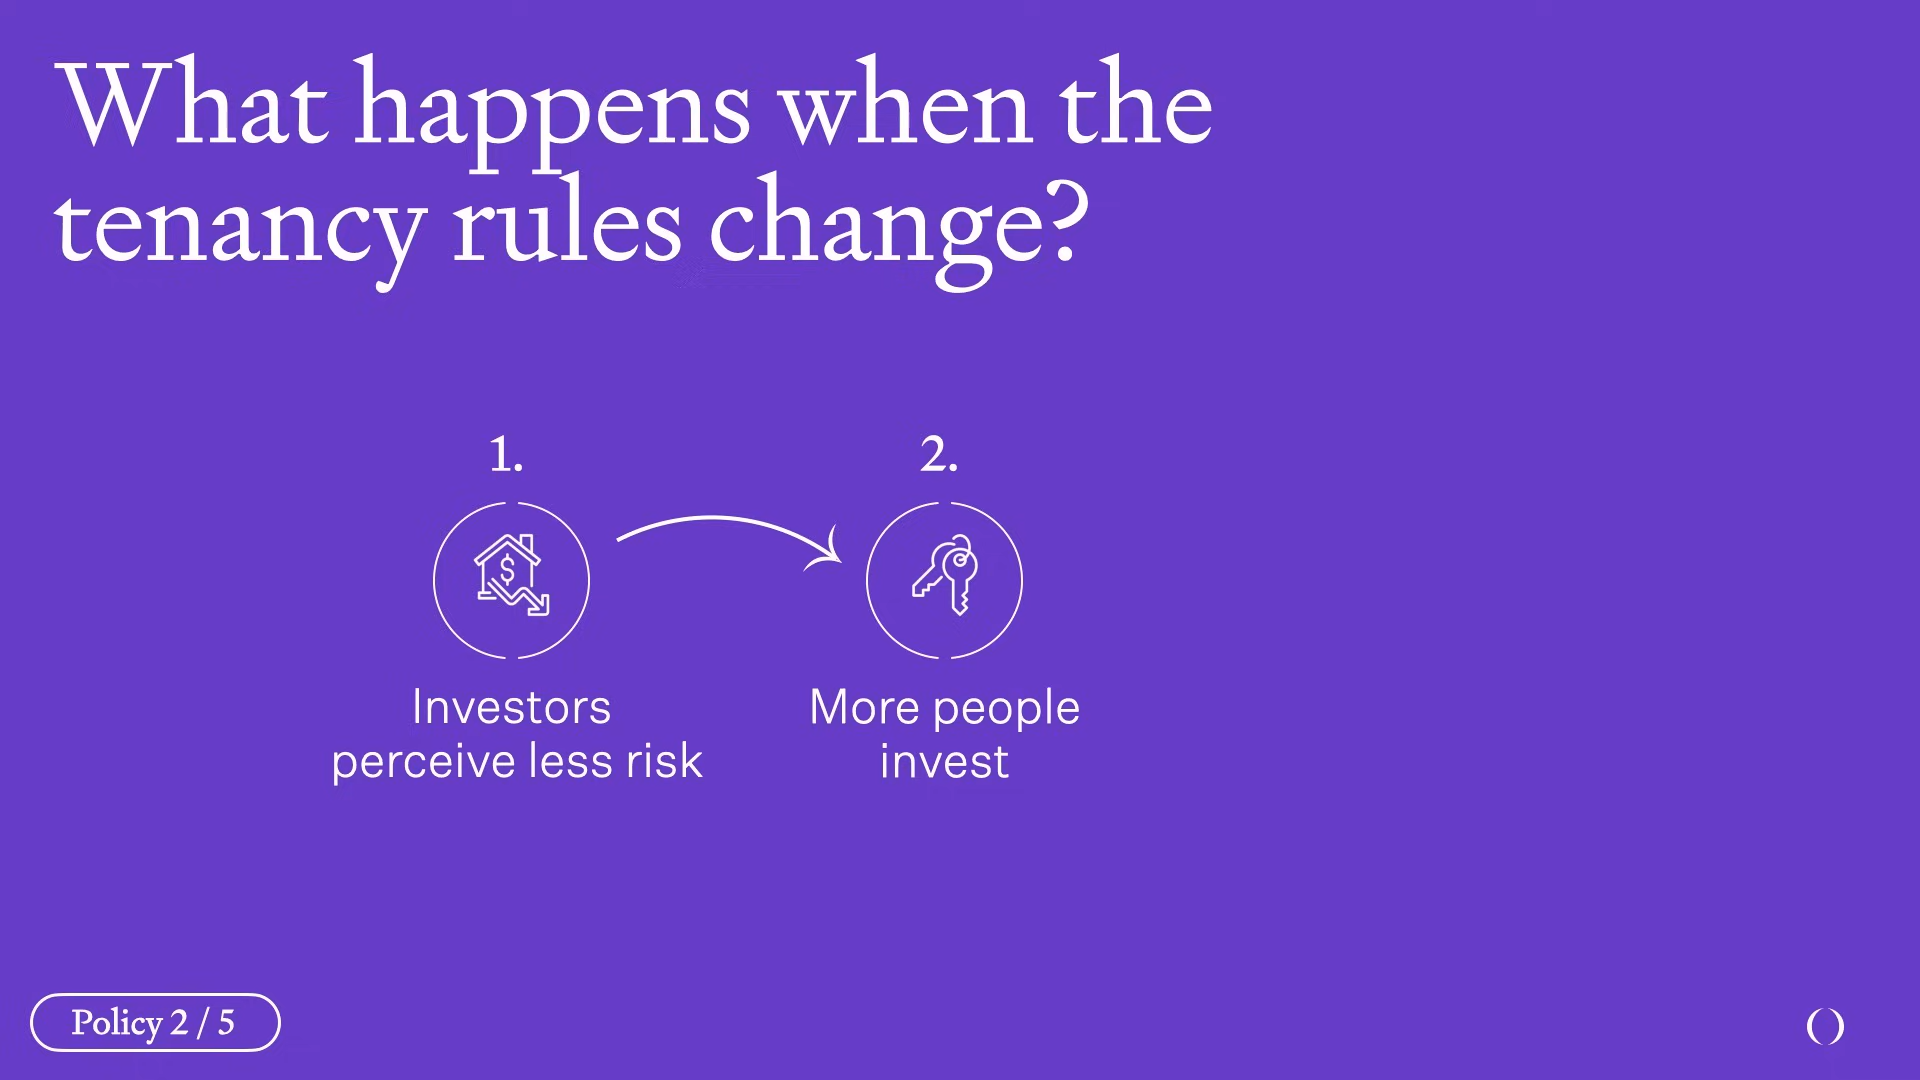 What happens when the
tenancy rules change?
1.
2.
$
Investors
perceive less risk
More people
invest
Policy 2 / 5